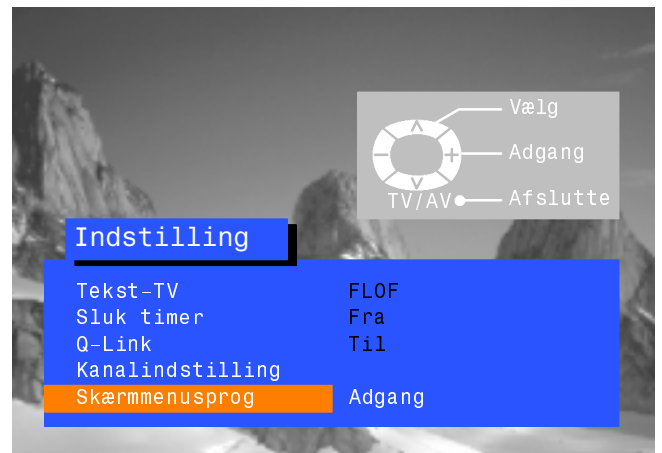 Vælg
Adgang
TV/AV Afslutte
Indstilling
Tekst-TV FLOF
Sluk timer Fra
Q-Link Til
Kanalindstilling
Skærmmenusprog Adgang